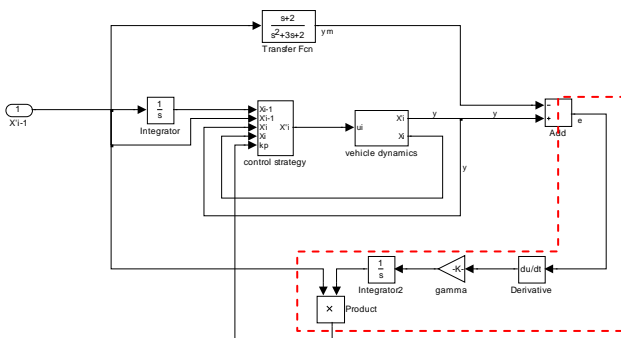 s+2
s²+3s+2
ym
Transfer Fcn
1
X'i-1
1
s
Integrator
Xi-1
X'i-1
X'i
Xi
kp
X"i
control strategy
ui
X'i
Xi
vehicle dynamics
y
y
y
−
+
Add
e
1
s
Integrator2
-K-
gamma
du/dt
Derivative
×
Product